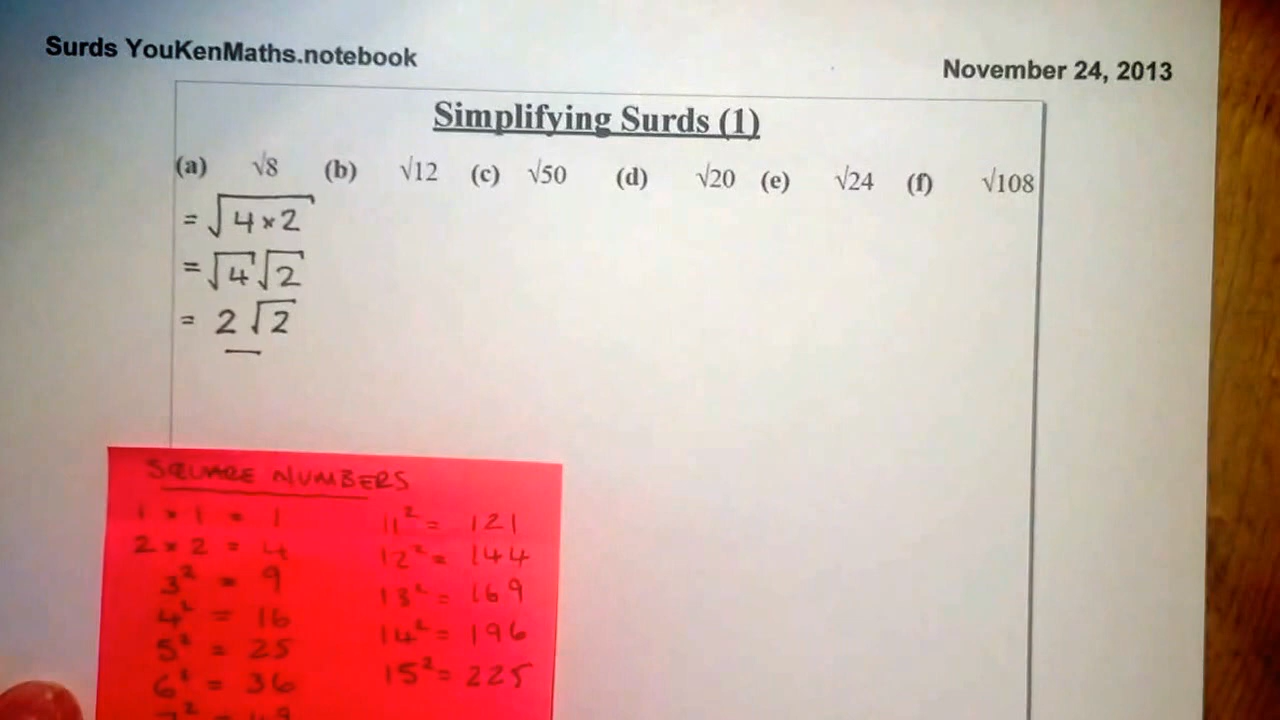 Surds YouKenMaths.notebook
November 24, 2013
Simplifying Surds (1)
(a) √8 (b) √12 (c) √50 (d) √20 (e) √24 (f) √108
= √4 × 2
= √4 √2
= 2 √2
SQUARE NUMBERS
1 × 1 = 1
2 × 2 = 4
3² = 9
4² = 16
5² = 25
6² = 36
11² = 121
12² = 144
13² = 169
14² = 196
15² = 225